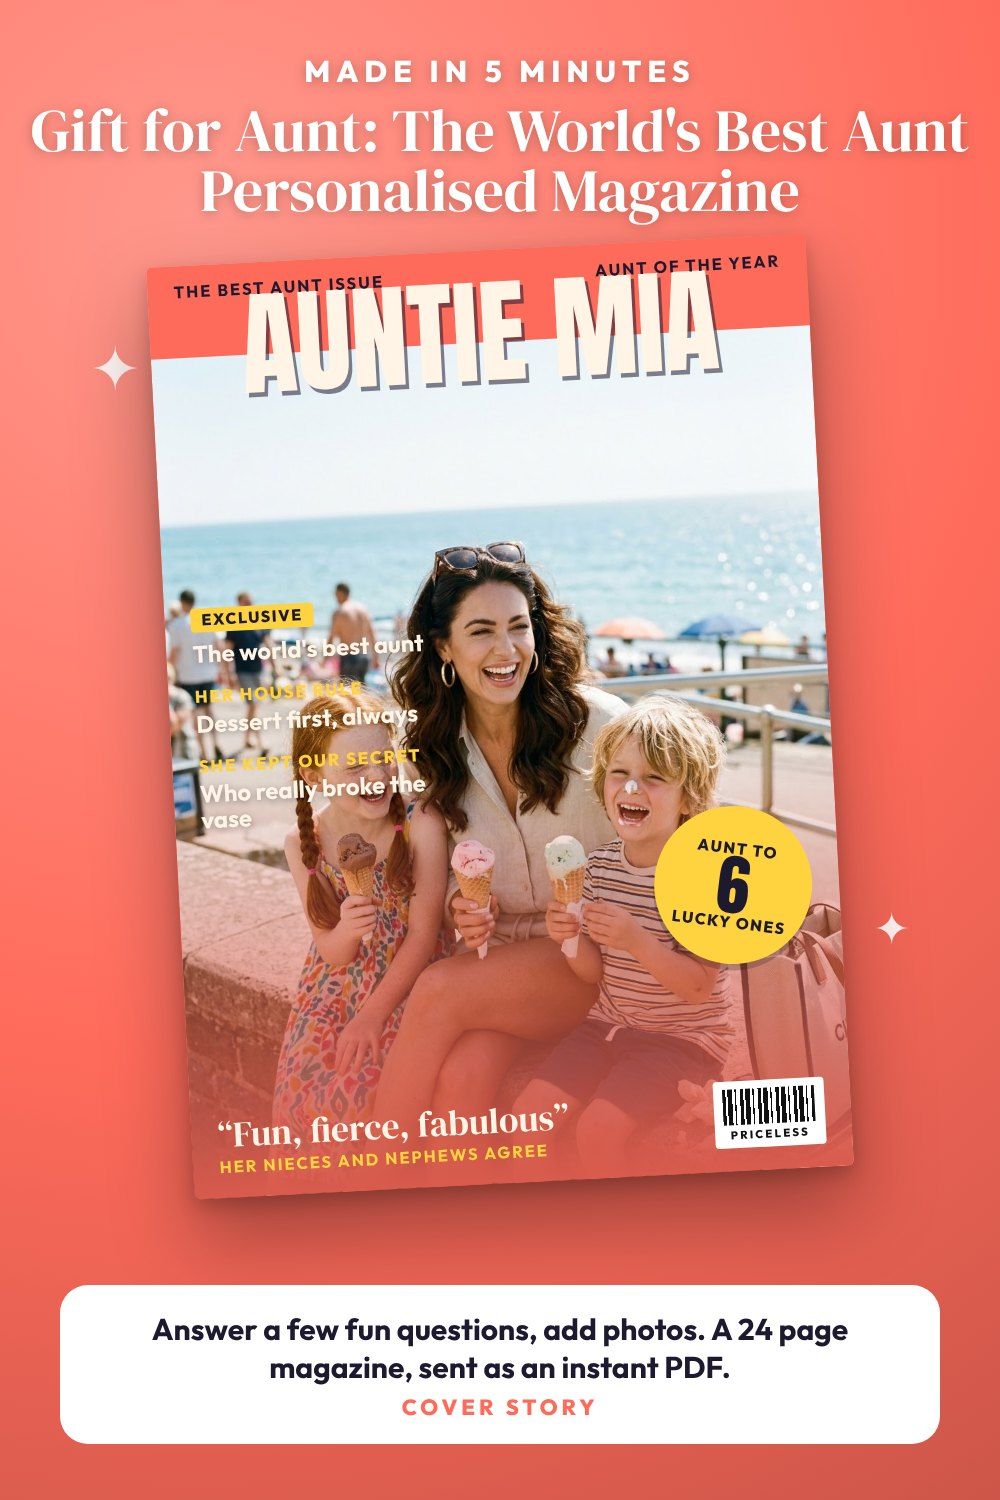 MADE IN 5 MINUTES
Gift for Aunt: The World's Best Aunt
Personalised Magazine
THE BEST AUNT ISSUE
AUNT OF THE YEAR
AUNTIE MIA
EXCLUSIVE
The world's best aunt
HER HOUSE RULE
Dessert first, always
SHE KEPT OUR SECRET
Who really broke the
vase
AUNT TO
6
LUCKY ONES
“Fun, fierce, fabulous”
HER NIECES AND NEPHEWS AGREE
PRICELESS
Answer a few fun questions, add photos. A 24 page
magazine, sent as an instant PDF.
COVER STORY